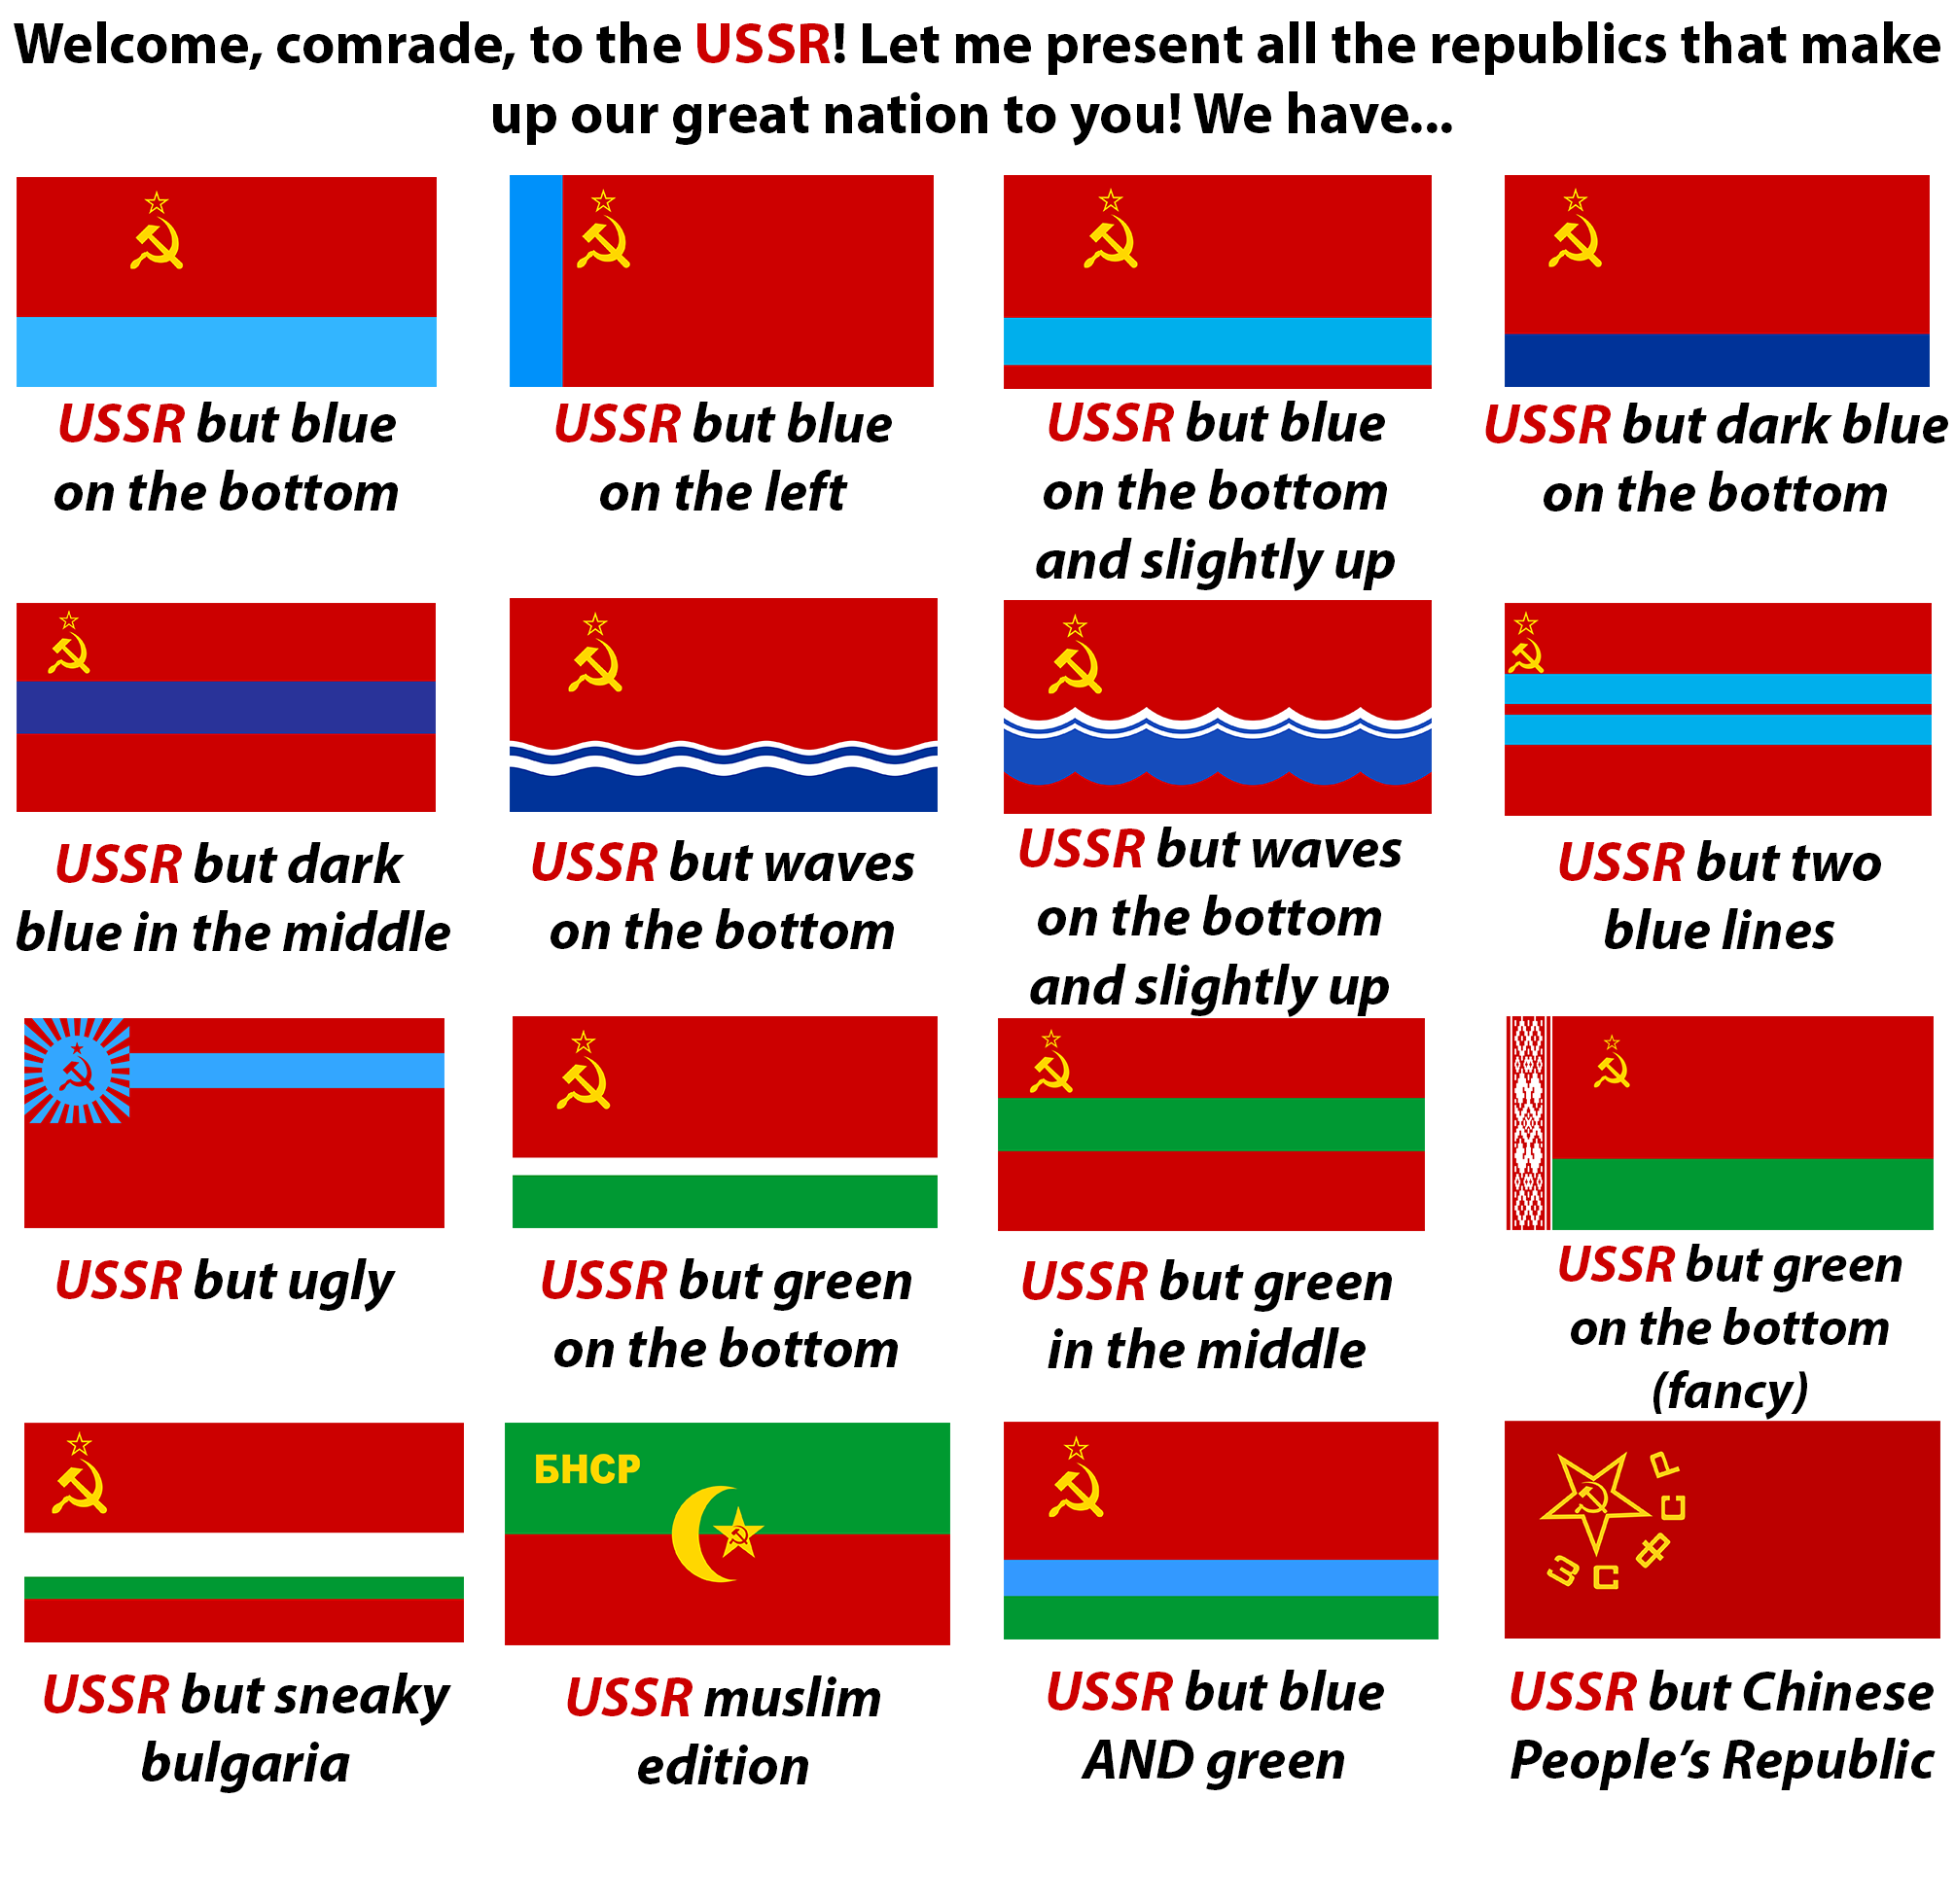 Welcome, comrade, to the USSR! Let me present all the republics that make
up our great nation to you! We have...
USSR but blue
on the bottom
USSR but blue
on the left
USSR but blue
on the bottom
and slightly up
USSR but dark blue
on the bottom
USSR but dark
blue in the middle
USSR but waves
on the bottom
USSR but waves
on the bottom
and slightly up
USSR but two
blue lines
USSR but ugly
USSR but green
on the bottom
USSR but green
in the middle
USSR but green
on the bottom
(fancy)
USSR but sneaky
bulgaria
БНСР
USSR muslim
edition
USSR but blue
AND green
ЗСФСР
USSR but Chinese
People’s Republic